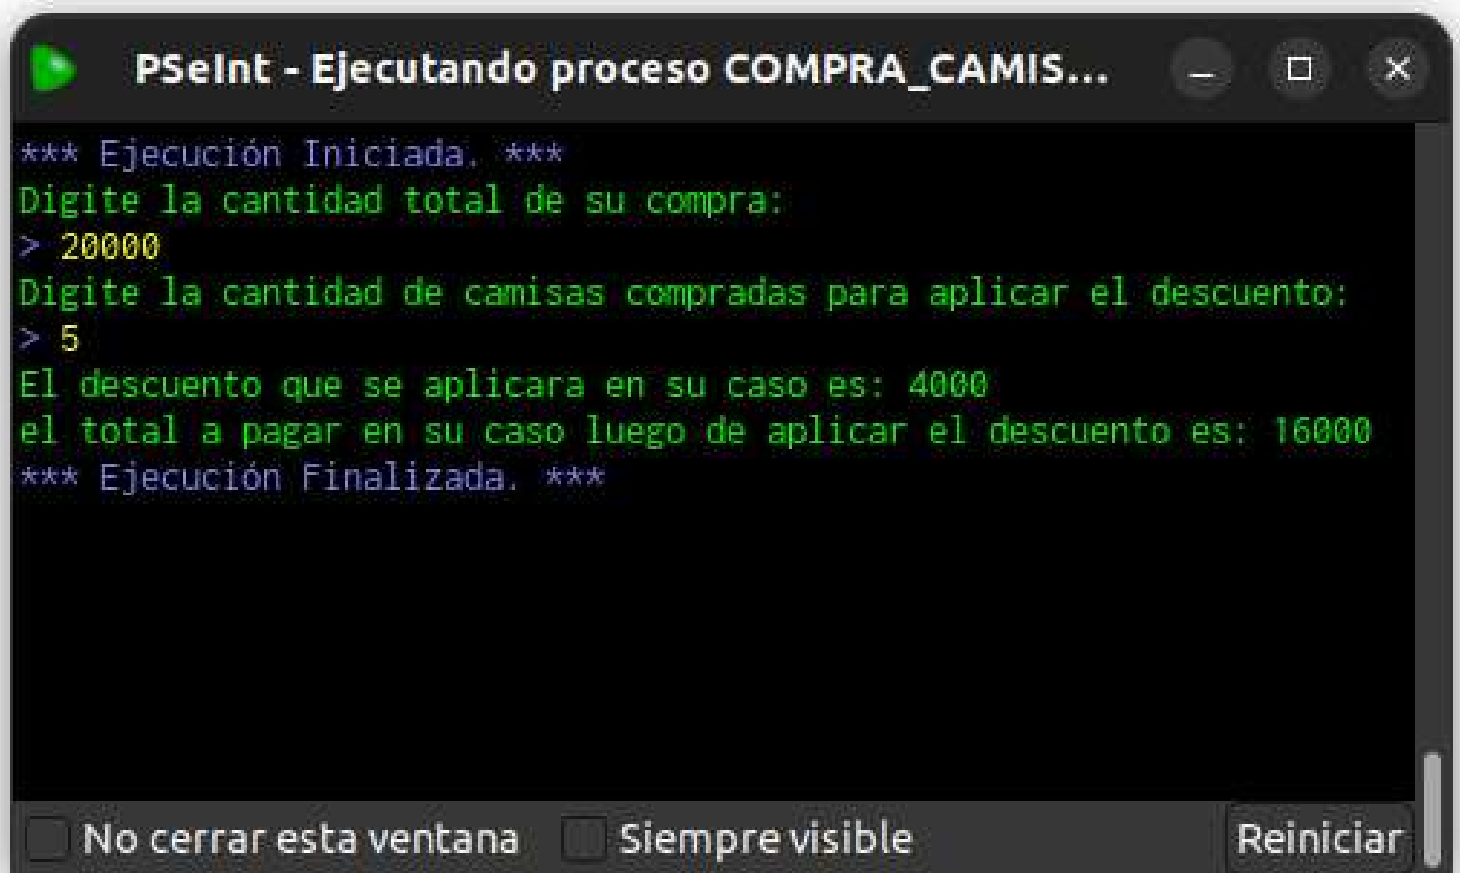 PSeInt - Ejecutando proceso COMPRA_CAMIS...
*** Ejecución Iniciada. ***
Digite la cantidad total de su compra:
> 20000
Digite la cantidad de camisas compradas para aplicar el descuento:
> 5
El descuento que se aplicara en su caso es: 4000
el total a pagar en su caso luego de aplicar el descuento es: 16000
*** Ejecución Finalizada. ***
No cerrar esta ventana Siempre visible Reiniciar